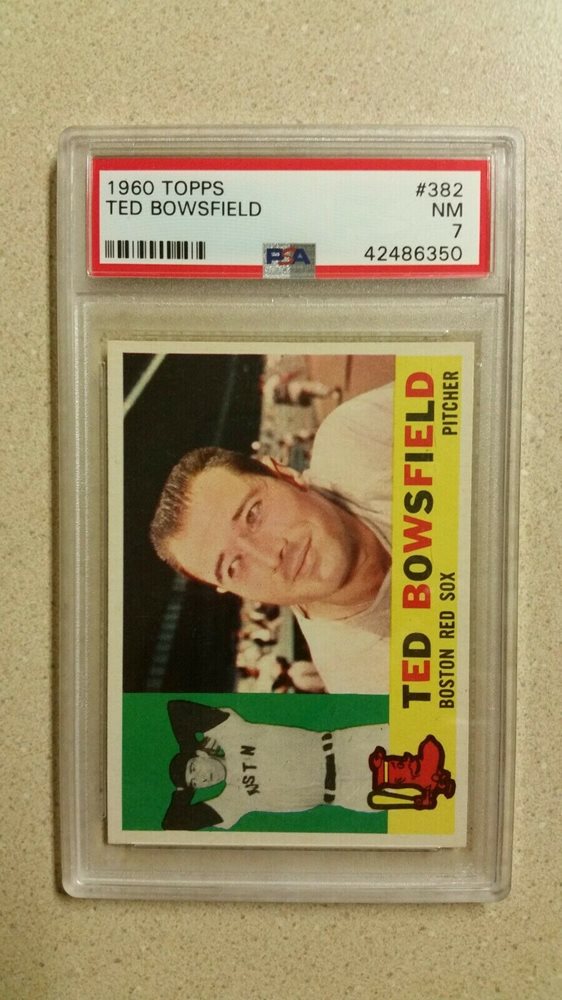 1960 TOPPS #382
TED BOWSFIELD NM
7
PSA 42486350
TED BOWSFIELD
BOSTON RED SOX PITCHER